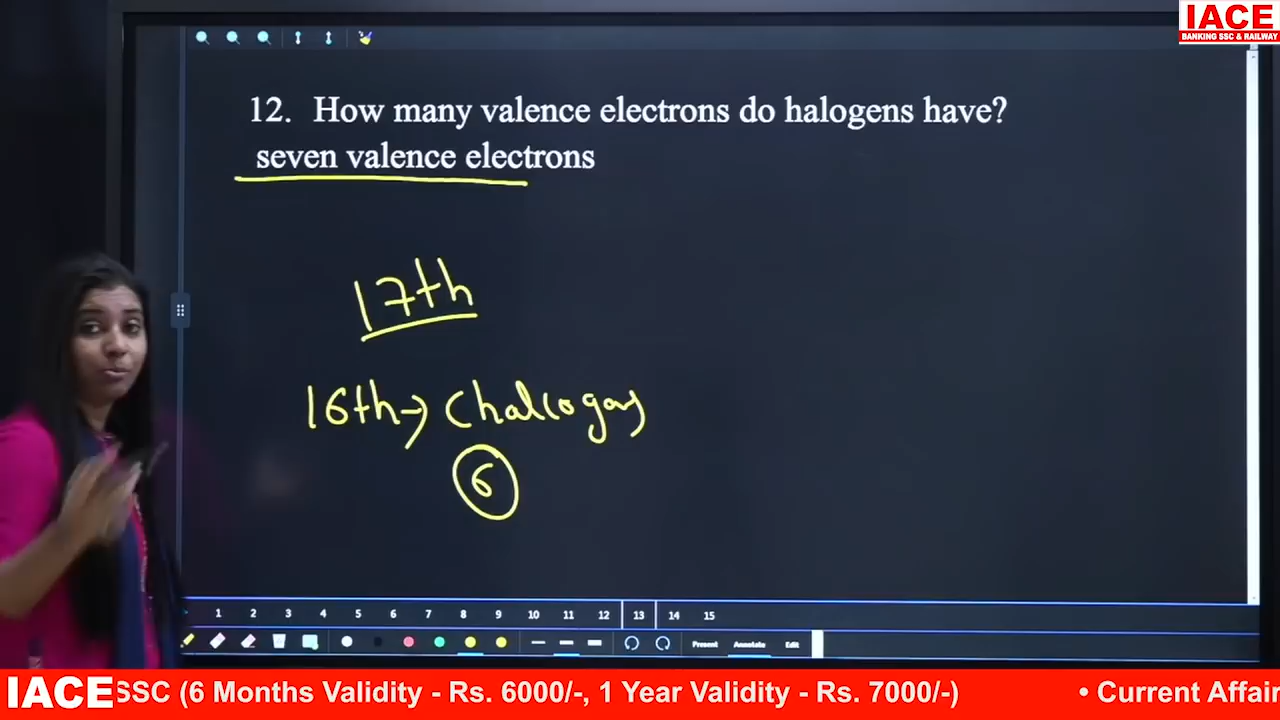 IACE
BANKING SSC & RAILWAY
12. How many valence electrons do halogens have?
seven valence electrons
17th
16th→ Chalcogens
6
1 2 3 4 5 6 7 8 9 10 11 12 13 14 15
Present Annotate Edit
IACE SSC (6 Months Validity - Rs. 6000/-, 1 Year Validity - Rs. 7000/-) • Current Affair